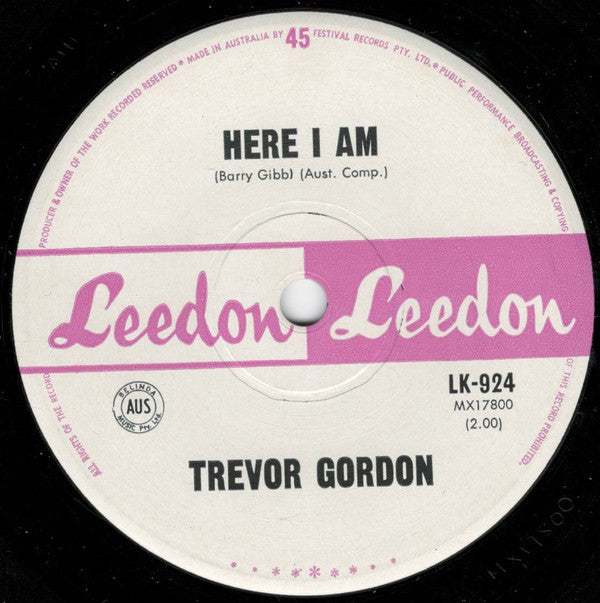 PRODUCER & OWNER OF THE WORK RECORDED RESERVED * MADE IN AUSTRALIA BY 45 FESTIVAL RECORDS PTY. LTD. * PUBLIC PERFORMANCE BROADCASTING & COPYING
HERE I AM
(Barry Gibb) (Aust. Comp.)
Leedon Leedon
LK-924
MX17800
(2.00)
BELINDA
AUS
MUSIC Pty. Ltd.
TREVOR GORDON
ALL RIGHTS OF THE RECORD
OF THIS RECORD PROHIBITED.
MX17800